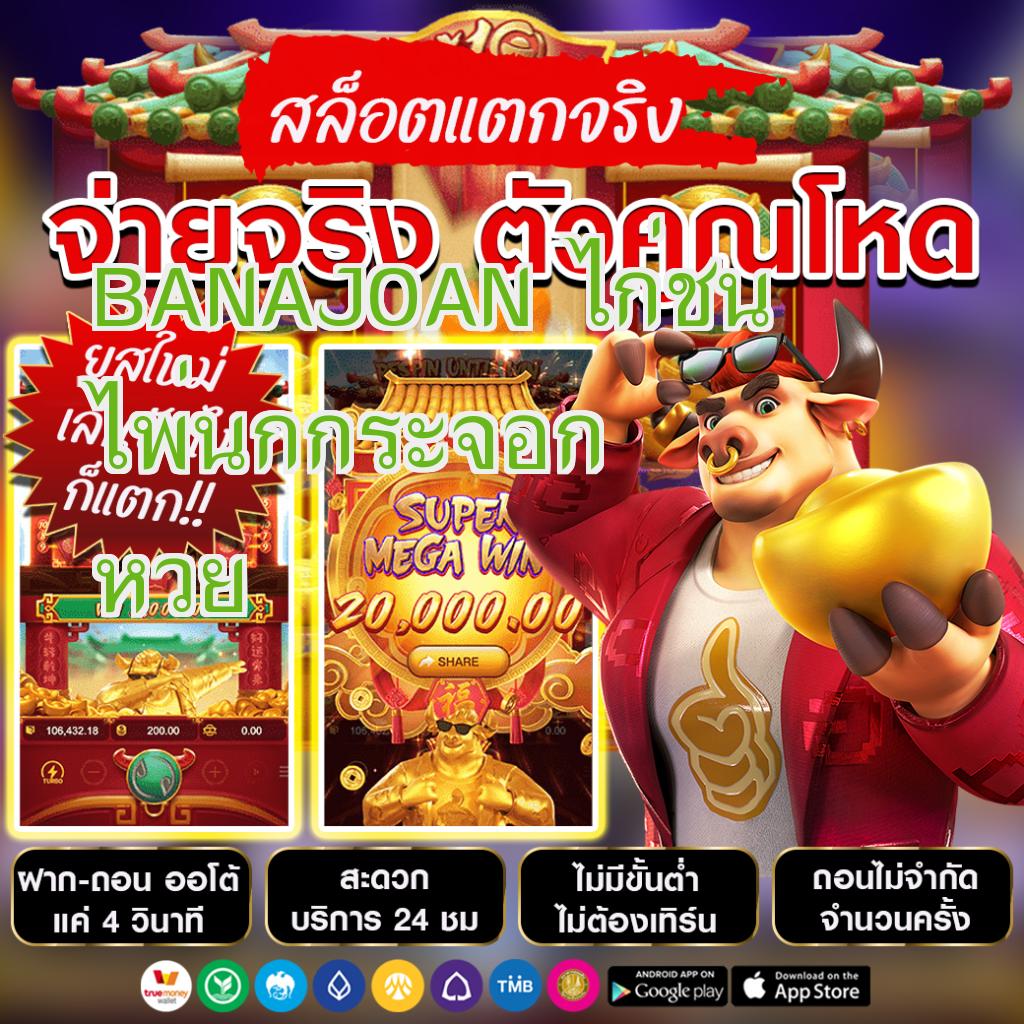 สล็อตแตกจริง
จ่ายจริง ตัวคูณโหด
BANAJOAN ไก่ชน
ยูสใหม่
ไพ่นกกระจอก
ก็แตก!!
หวย
SUPER
MEGA WIN
20,000.00
SHARE
106,432.18 200.00 0.00
TURBO
ฝาก-ถอน ออโต้
แค่ 4 วินาที
สะดวก
บริการ 24 ชม
ไม่มีขั้นต่ำ
ไม่ต้องเทิร์น
ถอนไม่จำกัด
จำนวนครั้ง
truemoney
wallet
TMB
ANDROID APP ON
Google play
Download on the
App Store